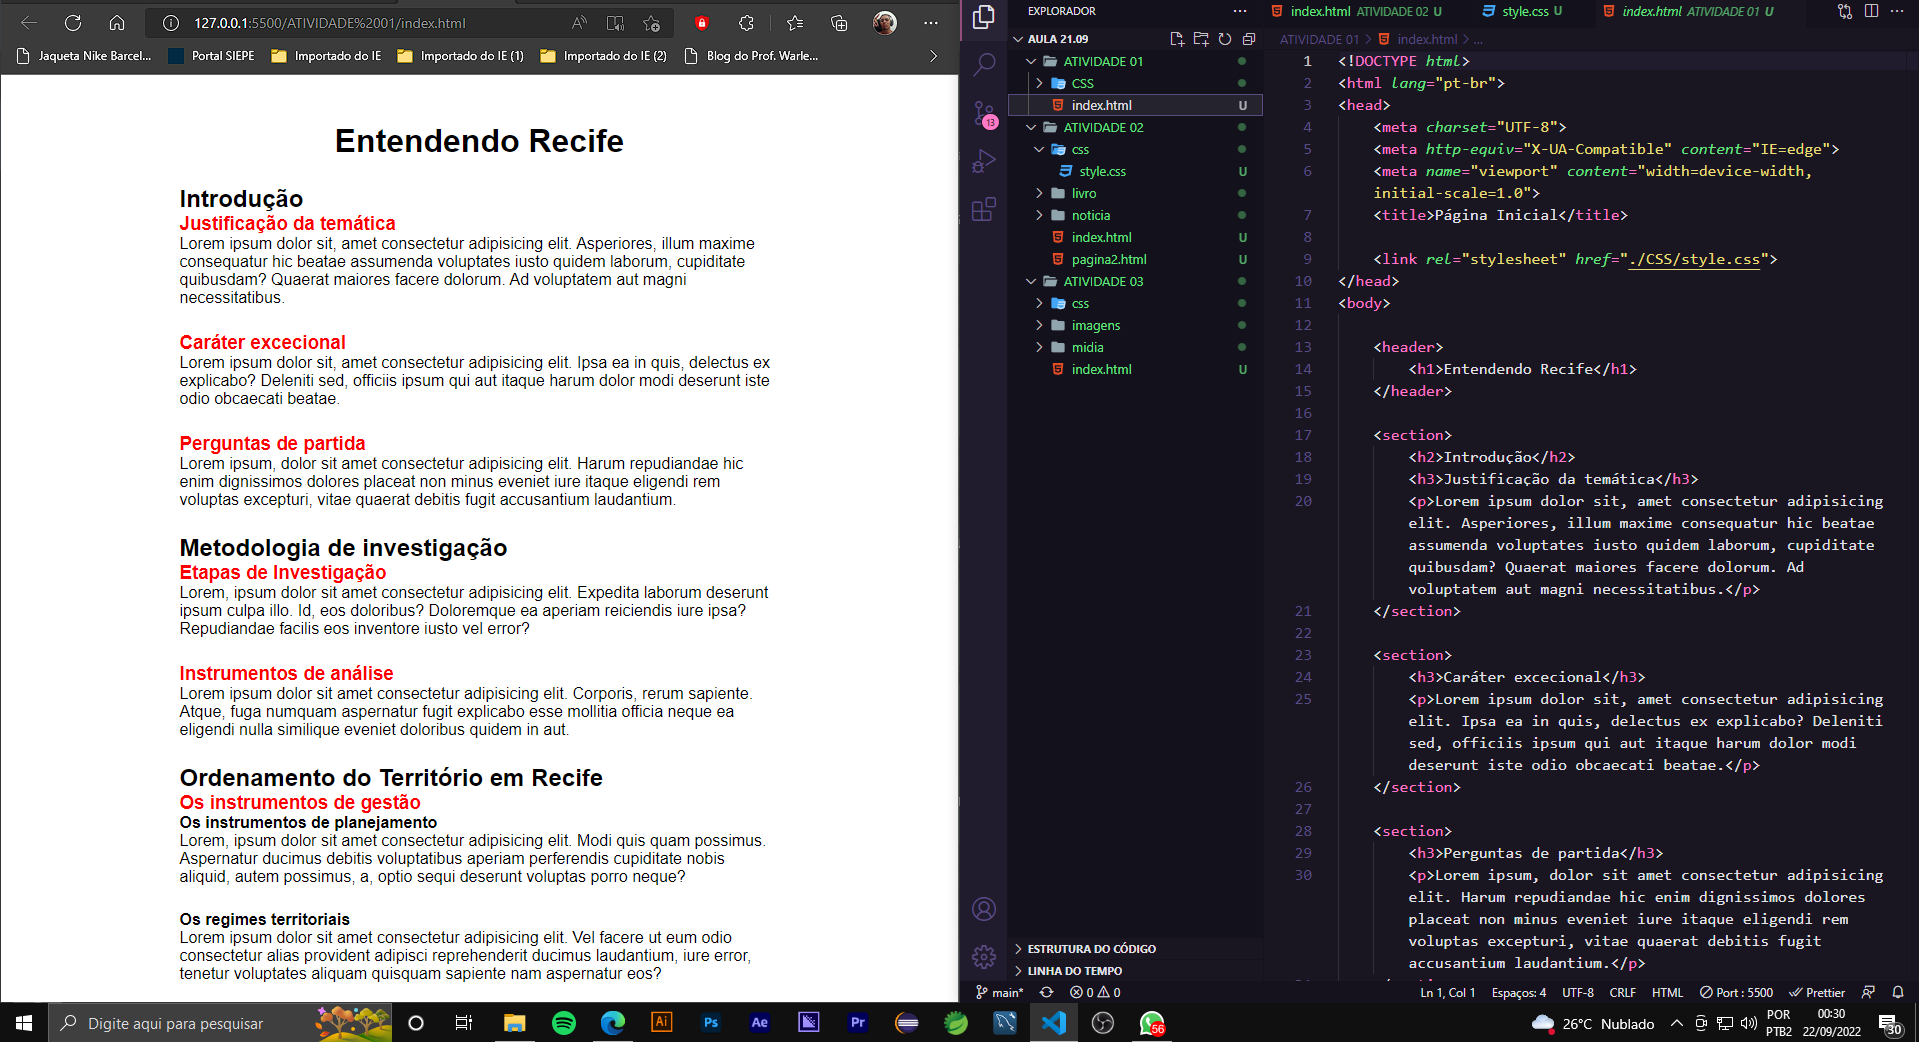 127.0.0.1:5500/ATIVIDADE%2001/index.html
Jaqueta Nike Barcel...
Portal SIEPE
Importado do IE
Importado do IE (1)
Importado do IE (2)
Blog do Prof. Warle...
Entendendo Recife
Introdução
Justificação da temática
Lorem ipsum dolor sit, amet consectetur adipisicing elit. Asperiores, illum maxime
consequatur hic beatae assumenda voluptates iusto quidem laborum, cupiditate
quibusdam? Quaerat maiores facere dolorum. Ad voluptatem aut magni
necessitatibus.
Caráter excecional
Lorem ipsum dolor sit, amet consectetur adipisicing elit. Ipsa ea in quis, delectus ex
explicabo? Deleniti sed, officiis ipsum qui aut itaque harum dolor modi deserunt iste
odio obcaecati beatae.
Perguntas de partida
Lorem ipsum, dolor sit amet consectetur adipisicing elit. Harum repudiandae hic
enim dignissimos dolores placeat non minus eveniet iure itaque eligendi rem
voluptas excepturi, vitae quaerat debitis fugit accusantium laudantium.
Metodologia de investigação
Etapas de Investigação
Lorem, ipsum dolor sit amet consectetur adipisicing elit. Expedita laborum deserunt
ipsum culpa illo. Id, eos doloribus? Doloremque ea aperiam reiciendis iure ipsa?
Repudiandae facilis eos inventore iusto vel error?
Instrumentos de análise
Lorem ipsum dolor sit amet consectetur adipisicing elit. Corporis, rerum sapiente.
Atque, fuga numquam aspernatur fugit explicabo esse mollitia officia neque ea
eligendi nulla similique eveniet doloribus quidem in aut.
Ordenamento do Território em Recife
Os instrumentos de gestão
Os instrumentos de planejamento
Lorem, ipsum dolor sit amet consectetur adipisicing elit. Modi quis quam possimus.
Aspernatur ducimus debitis voluptatibus aperiam perferendis cupiditate nobis
aliquid, autem possimus, a, optio sequi deserunt voluptas porro neque?
Os regimes territoriais
Lorem ipsum dolor sit amet consectetur adipisicing elit. Vel facere ut eum odio
consectetur alias provident adipisci reprehenderit ducimus laudantium, iure error,
tenetur voluptates aliquam quisquam sapiente nam aspernatur eos?
EXPLORADOR
AULA 21.09
ATIVIDADE 01
CSS
index.html U
ATIVIDADE 02
css
style.css U
livro
noticia
index.html U
pagina2.html U
ATIVIDADE 03
css
imagens
midia
index.html U
ESTRUTURA DO CÓDIGO
LINHA DO TEMPO
13
index.html ATIVIDADE 02 U
style.css U
index.html ATIVIDADE 01 U
ATIVIDADE 01 > index.html > ...
1 <!DOCTYPE html>
2 <html lang="pt-br">
3 <head>
4 <meta charset="UTF-8">
5 <meta http-equiv="X-UA-Compatible" content="IE=edge">
6 <meta name="viewport" content="width=device-width,
initial-scale=1.0">
7 <title>Página Inicial</title>
8
9 <link rel="stylesheet" href="./CSS/style.css">
10 </head>
11 <body>
12
13 <header>
14 <h1>Entendendo Recife</h1>
15 </header>
16
17 <section>
18 <h2>Introdução</h2>
19 <h3>Justificação da temática</h3>
20 <p>Lorem ipsum dolor sit, amet consectetur adipisicing
elit. Asperiores, illum maxime consequatur hic beatae
assumenda voluptates iusto quidem laborum, cupiditate
quibusdam? Quaerat maiores facere dolorum. Ad
voluptatem aut magni necessitatibus.</p>
21 </section>
22
23 <section>
24 <h3>Caráter excecional</h3>
25 <p>Lorem ipsum dolor sit, amet consectetur adipisicing
elit. Ipsa ea in quis, delectus ex explicabo? Deleniti
sed, officiis ipsum qui aut itaque harum dolor modi
deserunt iste odio obcaecati beatae.</p>
26 </section>
27
28 <section>
29 <h3>Perguntas de partida</h3>
30 <p>Lorem ipsum, dolor sit amet consectetur adipisicing
elit. Harum repudiandae hic enim dignissimos dolores
placeat non minus eveniet iure itaque eligendi rem
voluptas excepturi, vitae quaerat debitis fugit
accusantium laudantium.</p>
main* 0 0 Ln 1, Col 1 Espaços: 4 UTF-8 CRLF HTML Port : 5500 Prettier
Digite aqui para pesquisar
Ai Ps Ae Pr 56
26°C Nublado
POR
PTB2
00:30
22/09/2022
30